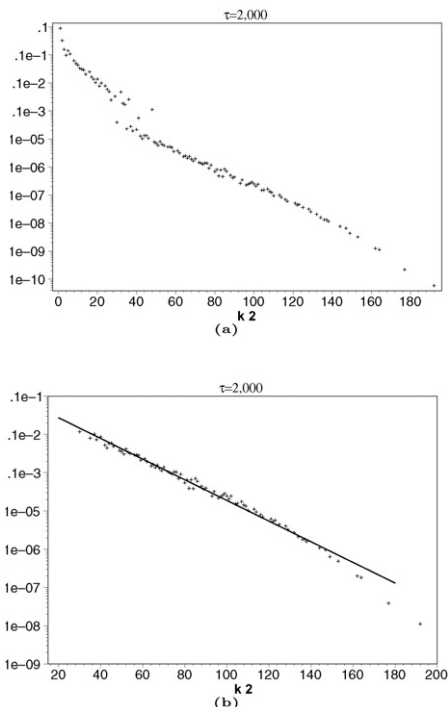 τ=2,000
.1
.1e−1
.1e−2
.1e−3
1e−05
1e−06
1e−07
1e−08
1e−09
1e−10
0 20 40 60 80 100 120 140 160 180
k 2
(a)
τ=2,000
.1e−1
.1e−2
.1e−3
1e−05
1e−06
1e−07
1e−08
1e−09
20 40 60 80 100 120 140 160 180 200
k 2
(b)